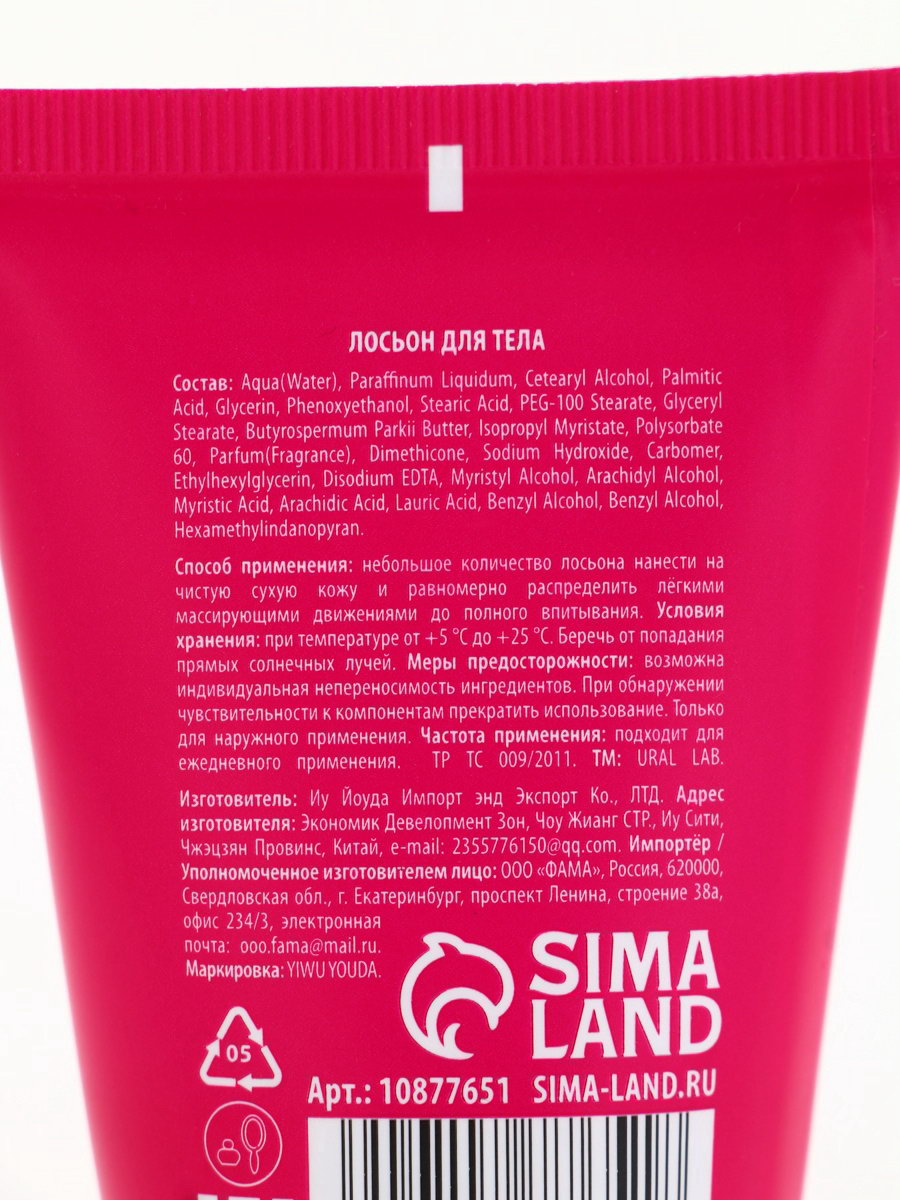 ЛОСЬОН ДЛЯ ТЕЛА
Состав: Aqua(Water), Paraffinum Liquidum, Cetearyl Alcohol, Palmitic
Acid, Glycerin, Phenoxyethanol, Stearic Acid, PEG-100 Stearate, Glyceryl
Stearate, Butyrospermum Parkii Butter, Isopropyl Myristate, Polysorbate
60, Parfum(Fragrance), Dimethicone, Sodium Hydroxide, Carbomer,
Ethylhexylglycerin, Disodium EDTA, Myristyl Alcohol, Arachidyl Alcohol,
Myristic Acid, Arachidic Acid, Lauric Acid, Benzyl Alcohol, Benzyl Alcohol,
Hexamethylindanopyran.
Способ применения: небольшое количество лосьона нанести на
чистую сухую кожу и равномерно распределить лёгкими
массирующими движениями до полного впитывания. Условия
хранения: при температуре от +5 °С до +25 °С. Беречь от попадания
прямых солнечных лучей. Меры предосторожности: возможна
индивидуальная непереносимость ингредиентов. При обнаружении
чувствительности к компонентам прекратить использование. Только
для наружного применения. Частота применения: подходит для
ежедневного применения. ТР ТС 009/2011. ТМ: URAL LAB.
Изготовитель: Иу Йоуда Импорт энд Экспорт Ко., ЛТД. Адрес
изготовителя: Экономик Девелопмент Зон, Чоу Жианг СТР., Иу Сити,
Чжэцзян Провинс, Китай, e-mail: 2355776150@qq.com. Импортёр /
Уполномоченное изготовителем лицо: ООО «ФАМА», Россия, 620000,
Свердловская обл., г. Екатеринбург, проспект Ленина, строение 38а,
офис 234/3, электронная
почта: ooo.fama@mail.ru.
Маркировка: YIWU YOUDA.
SIMA
LAND
05
Арт.: 10877651 SIMA-LAND.RU